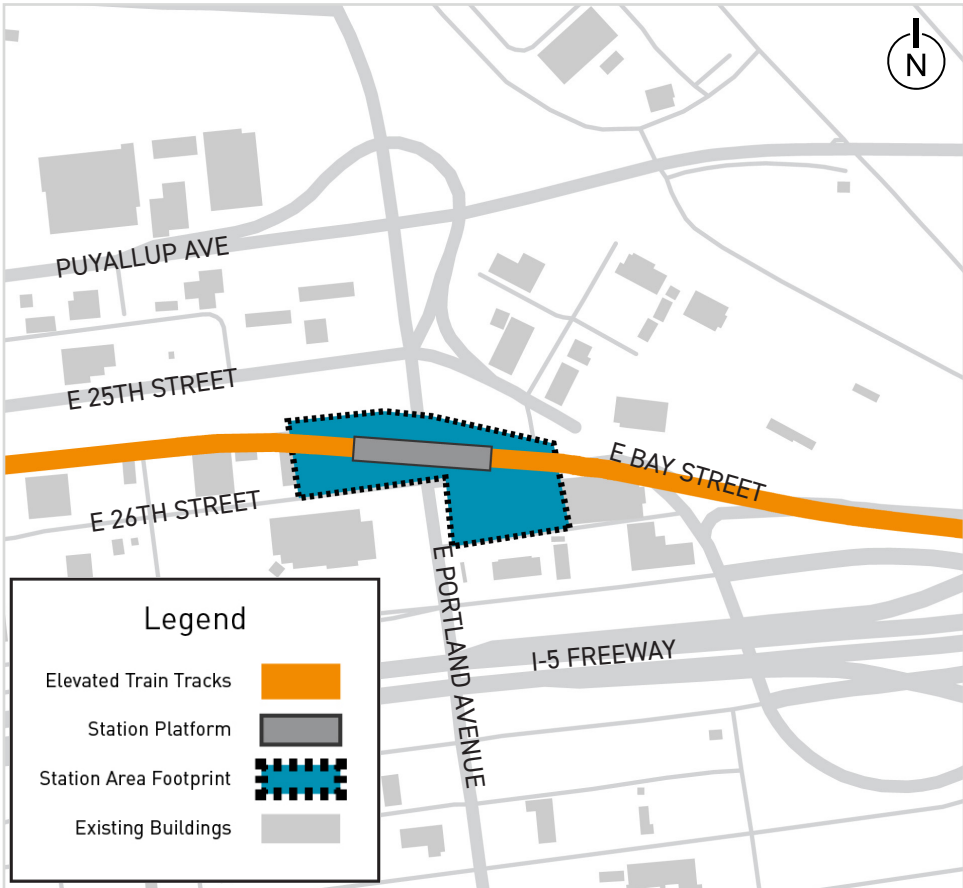 N
PUYALLUP AVE
E 25TH STREET
E BAY STREET
E 26TH STREET
E PORTLAND AVENUE
I-5 FREEWAY
Legend
Elevated Train Tracks
Station Platform
Station Area Footprint
Existing Buildings